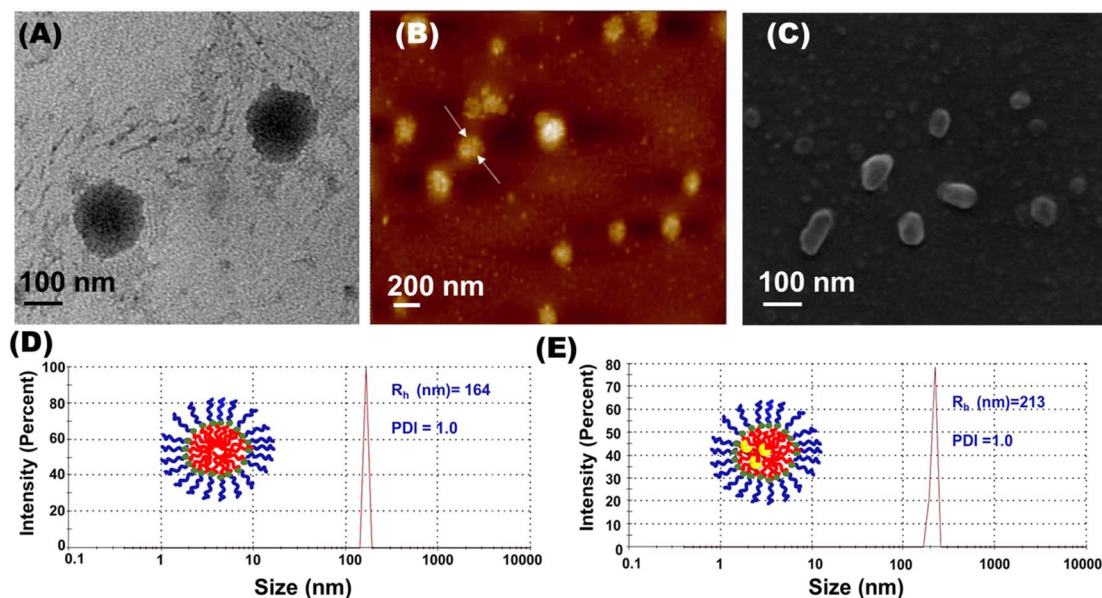 (A)
100 nm
(B)
200 nm
(C)
100 nm
(D)
Intensity (Percent)
100
80
60
40
20
0
0.1
1
10
100
1000
10000
Size (nm)
Rh (nm)= 164
PDI = 1.0
(E)
Intensity (Percent)
80
70
60
50
40
30
20
10
0
0.1
1
10
100
1000
10000
Size (nm)
Rh (nm)=213
PDI =1.0